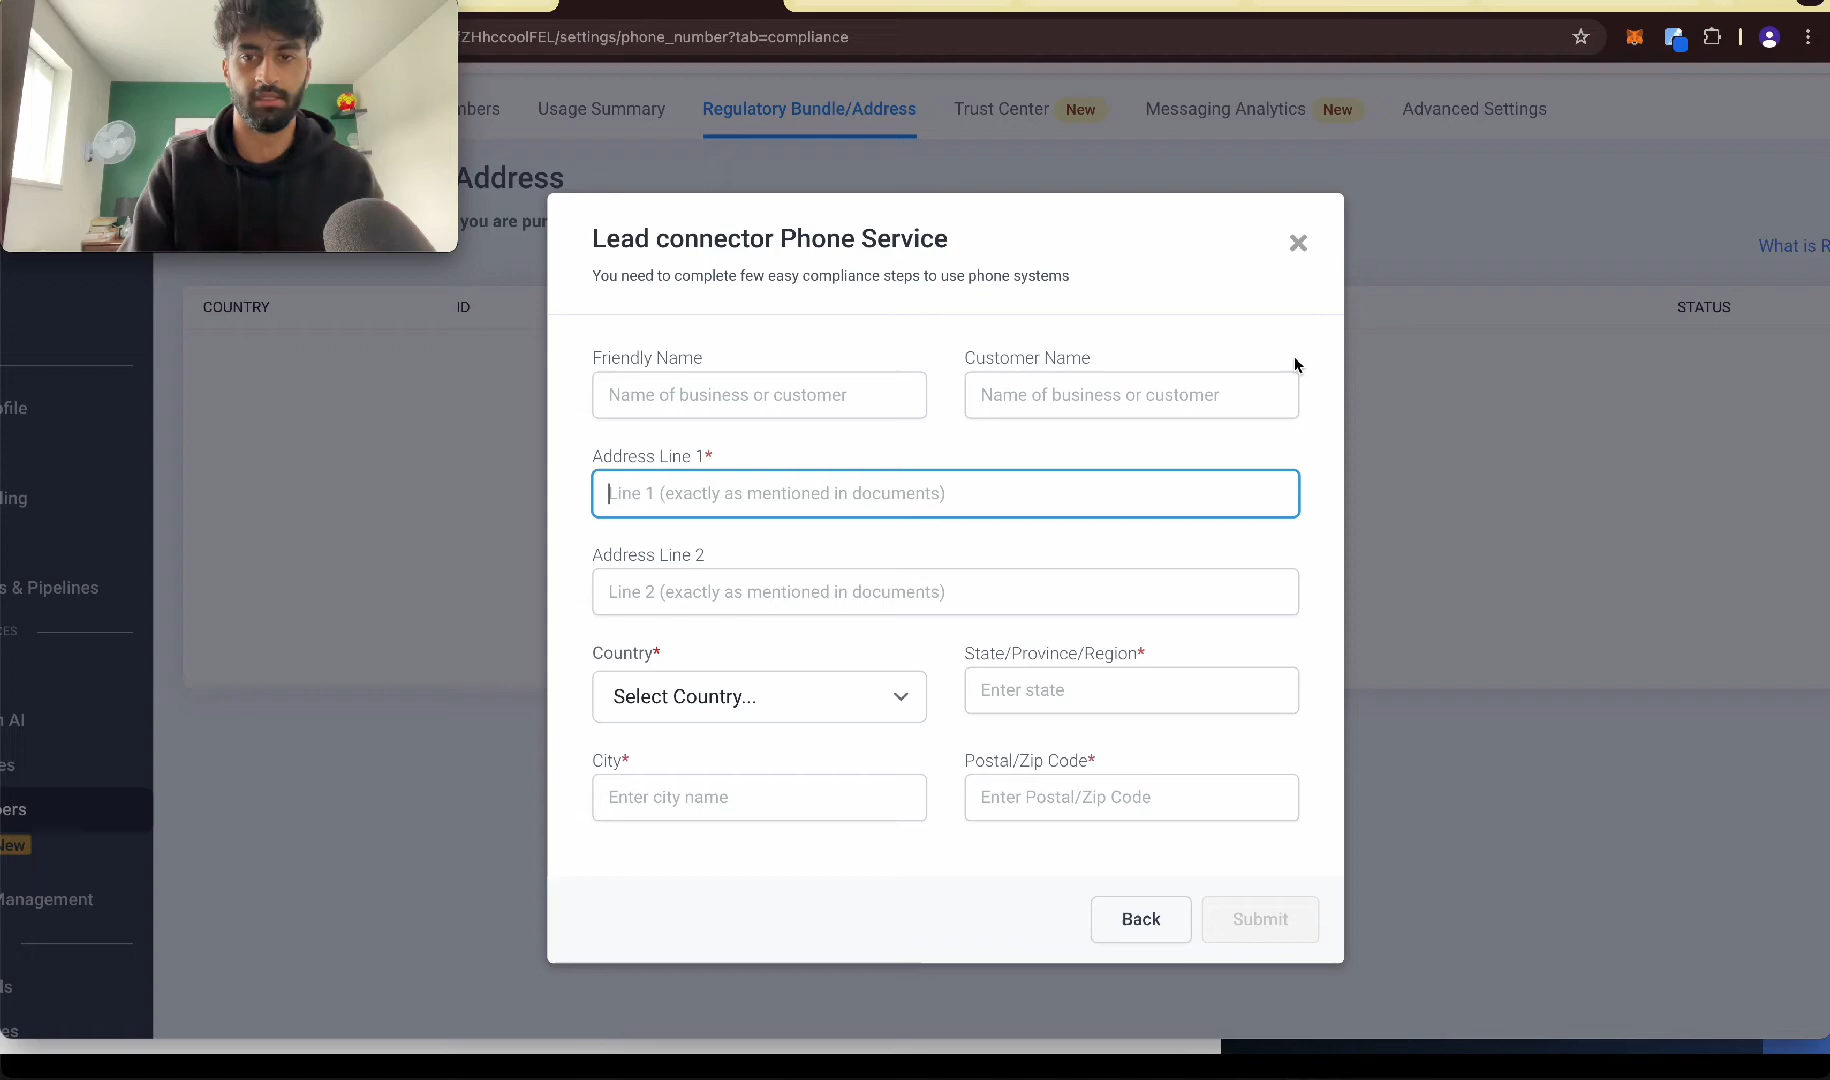 fZHhccoolFEL/settings/phone_number?tab=compliance
nbers Usage Summary Regulatory Bundle/Address Trust Center New Messaging Analytics New Advanced Settings
Address
you are pur
What is R
COUNTRY ID STATUS
Lead connector Phone Service
You need to complete few easy compliance steps to use phone systems
Friendly Name Customer Name
Name of business or customer Name of business or customer
Address Line 1*
Line 1 (exactly as mentioned in documents)
Address Line 2
Line 2 (exactly as mentioned in documents)
Country* State/Province/Region*
Select Country... Enter state
City* Postal/Zip Code*
Enter city name Enter Postal/Zip Code
Back Submit
ofile
ling
s & Pipelines
CES
n AI
es
bers
New
Management
ls
es